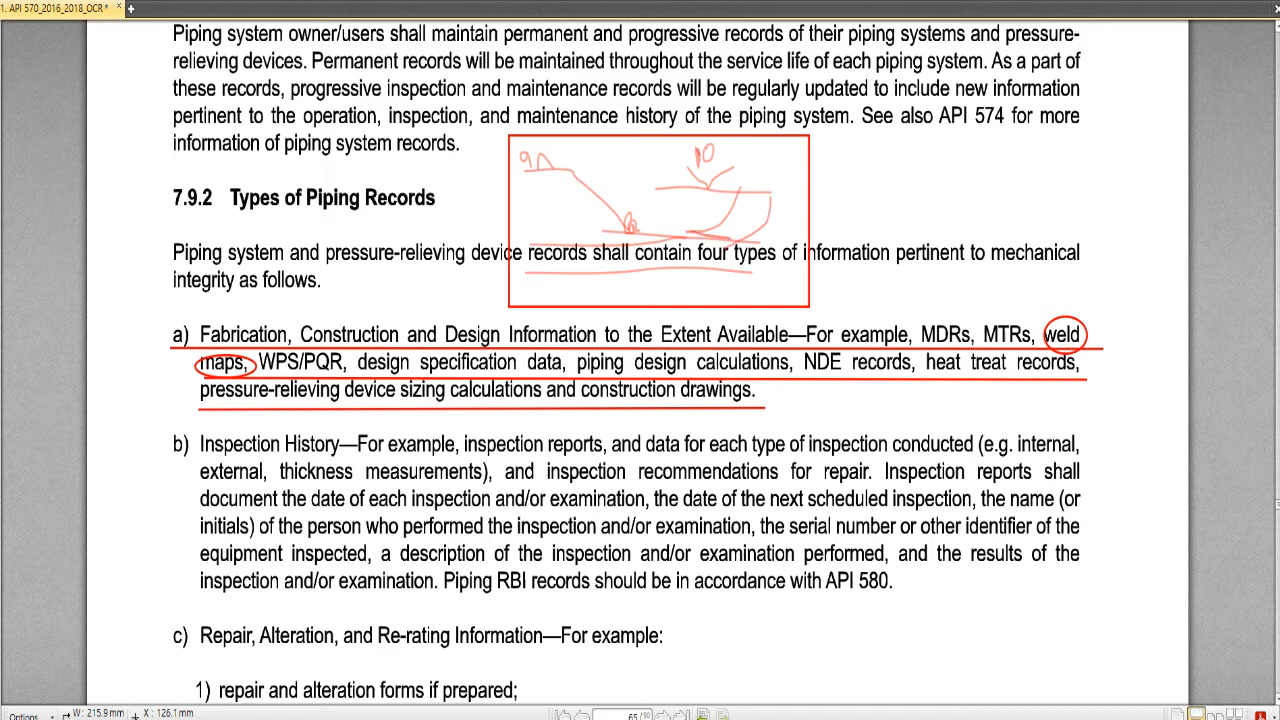 1. API 570_2016_2018_OCR *
Piping system owner/users shall maintain permanent and progressive records of their piping systems and pressure-
relieving devices. Permanent records will be maintained throughout the service life of each piping system. As a part of
these records, progressive inspection and maintenance records will be regularly updated to include new information
pertinent to the operation, inspection, and maintenance history of the piping system. See also API 574 for more
information of piping system records.
7.9.2 Types of Piping Records
Piping system and pressure-relieving device records shall contain four types of information pertinent to mechanical
integrity as follows.
a) Fabrication, Construction and Design Information to the Extent Available—For example, MDRs, MTRs, weld
maps, WPS/PQR, design specification data, piping design calculations, NDE records, heat treat records,
pressure-relieving device sizing calculations and construction drawings.
b) Inspection History—For example, inspection reports, and data for each type of inspection conducted (e.g. internal,
external, thickness measurements), and inspection recommendations for repair. Inspection reports shall
document the date of each inspection and/or examination, the date of the next scheduled inspection, the name (or
initials) of the person who performed the inspection and/or examination, the serial number or other identifier of the
equipment inspected, a description of the inspection and/or examination performed, and the results of the
inspection and/or examination. Piping RBI records should be in accordance with API 580.
c) Repair, Alteration, and Re-rating Information—For example:
1) repair and alteration forms if prepared;
Options W: 215.9 mm X: 126.1 mm 65/90